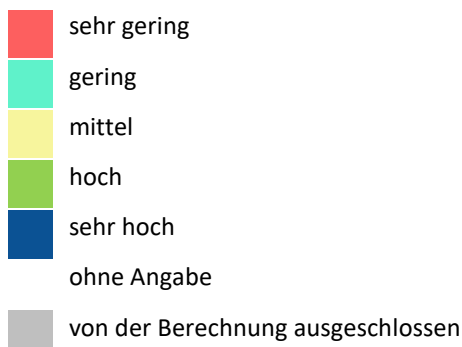 sehr gering
gering
mittel
hoch
sehr hoch
ohne Angabe
von der Berechnung ausgeschlossen